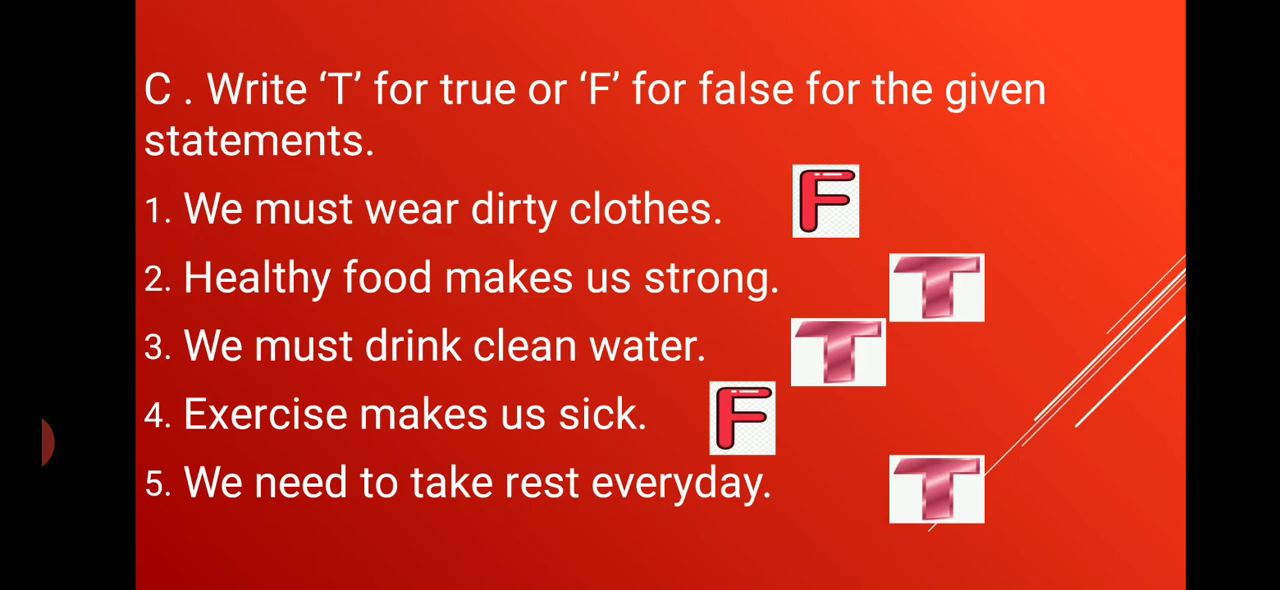 C . Write ‘T’ for true or ‘F’ for false for the given
statements.
1. We must wear dirty clothes. F
2. Healthy food makes us strong. T
3. We must drink clean water. T
4. Exercise makes us sick. F
5. We need to take rest everyday. T